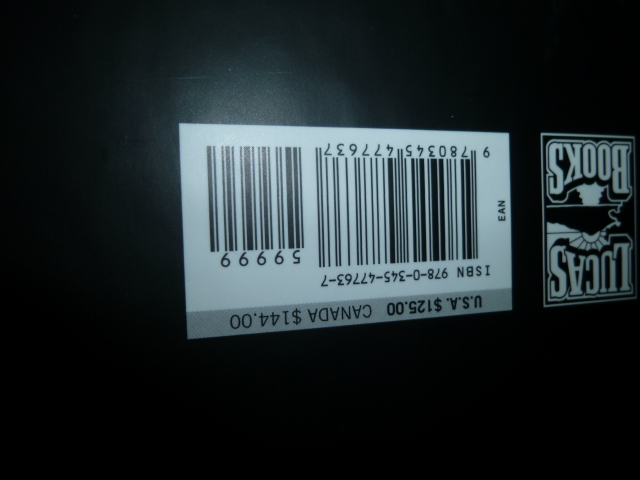 U.S.A. $125.00 CANADA $144.00
ISBN 978-0-345-47763-7
59999
9 780345 477637
EAN
LUCAS
BOOKS